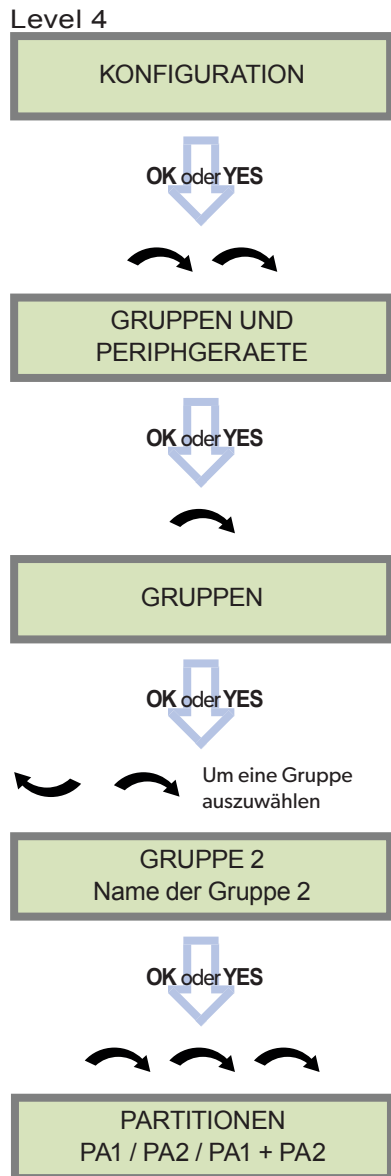 Level 4
KONFIGURATION
OK oder YES
GRUPPEN UND
PERIPHGERAETE
OK oder YES
GRUPPEN
OK oder YES
Um eine Gruppe
auszuwählen
GRUPPE 2
Name der Gruppe 2
OK oder YES
PARTITIONEN
PA1 / PA2 / PA1 + PA2